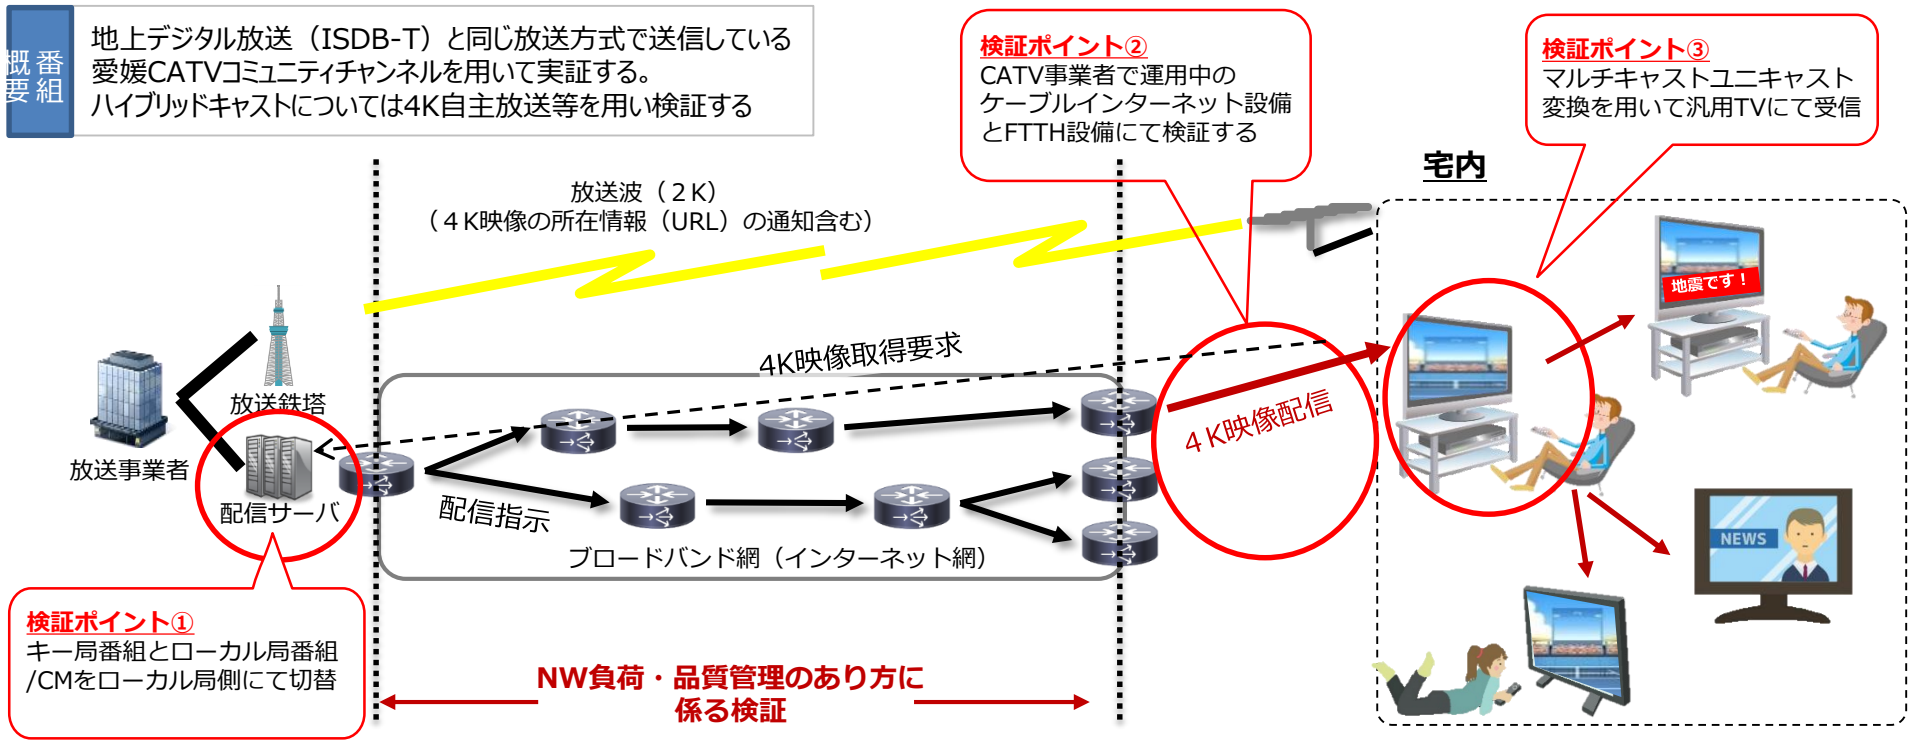 番組
概要
地上デジタル放送（ISDB-T）と同じ放送方式で送信している
愛媛CATVコミュニティチャンネルを用いて実証する。
ハイブリッドキャストについては4K自主放送等を用い検証する
検証ポイント②
CATV事業者で運用中の
ケーブルインターネット設備
とFTTH設備にて検証する
検証ポイント③
マルチキャストユニキャスト
変換を用いて汎用TVにて受信
宅内
放送波（２K）
（４K映像の所在情報（URL）の通知含む）
地震です！
4K映像取得要求
放送鉄塔
放送事業者
配信サーバ
配信指示
４K映像配信
ブロードバンド網（インターネット網）
NEWS
検証ポイント①
キー局番組とローカル局番組
/CMをローカル局側にて切替
NW負荷・品質管理のあり方に
係る検証